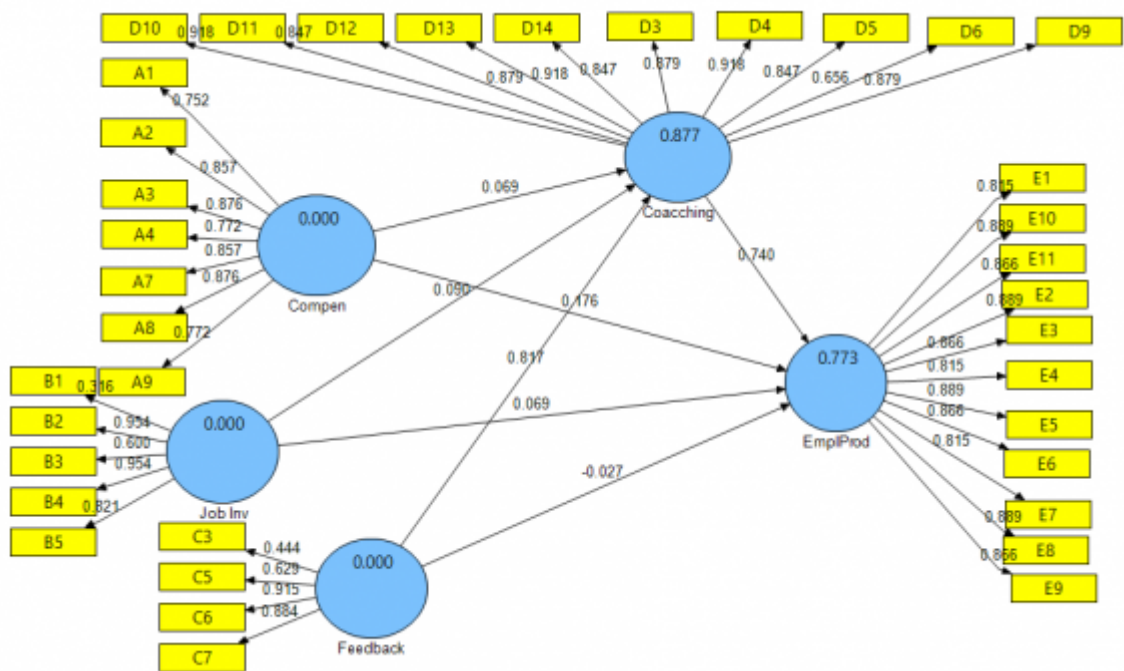 D10 0.918 D11 0.847 D12 D13 D14 D3 D4 D5 D6 D9
0.879 0.918 0.847 0.879 0.918 0.847 0.656 0.879
A1
0.752
A2
0.857
A3
0.876
A4
0.772
0.857
A7
0.876
A8
0.772
A9
0.000
Compen
0.877
Coacching
0.069
0.090
0.176
0.740
0.817
0.069
-0.027
B1
0.316
B2
0.954
0.600
B3
0.954
B4
0.821
B5
0.000
Job Inv
C3
0.444
C5
0.629
0.915
C6
0.884
C7
0.000
Feedback
0.773
EmplProd
E1
0.815
E10
0.889
E11
0.866
E2
0.889
E3
0.866
0.815
E4
0.889
0.866
E5
0.815
E6
E7
0.889
E8
0.866
E9